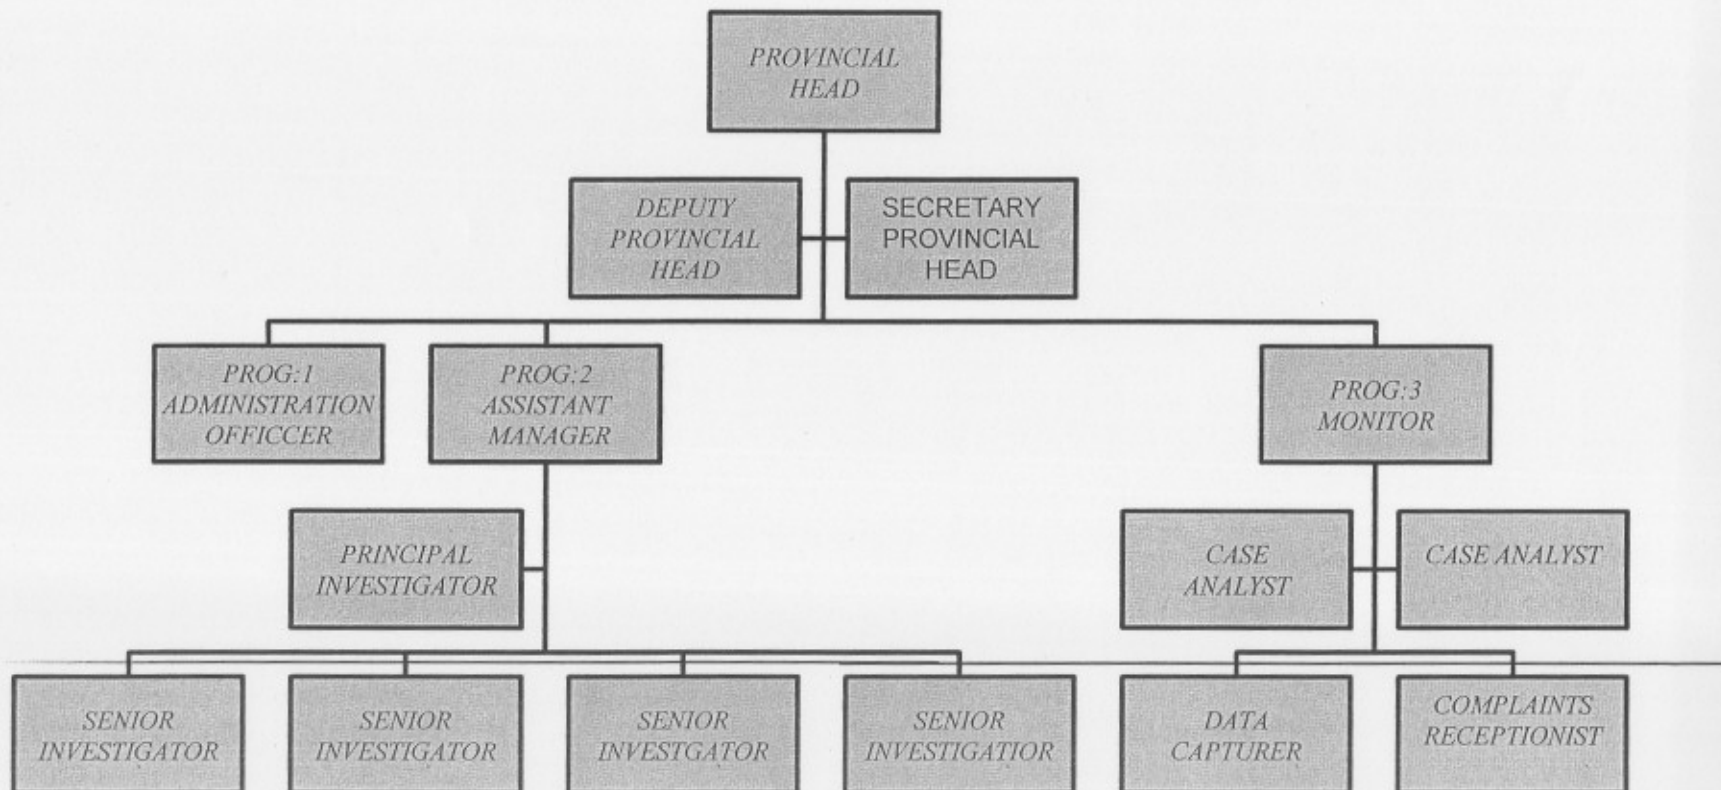 PROVINCIAL
HEAD
DEPUTY
PROVINCIAL
HEAD
SECRETARY
PROVINCIAL
HEAD
PROG:1
ADMINISTRATION
OFFICCER
PROG:2
ASSISTANT
MANAGER
PROG:3
MONITOR
PRINCIPAL
INVESTIGATOR
CASE
ANALYST
CASE ANALYST
SENIOR
INVESTIGATOR
SENIOR
INVESTIGATOR
SENIOR
INVESTGATOR
SENIOR
INVESTIGATIOR
DATA
CAPTURER
COMPLAINTS
RECEPTIONIST